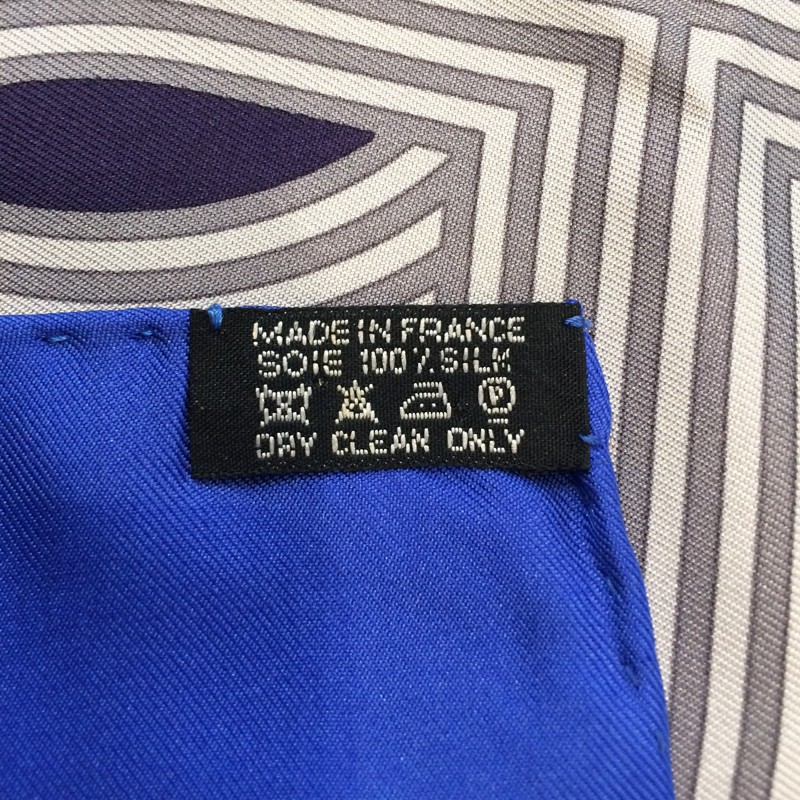 MADE IN FRANCE
SOIE 100% SILK
P
DRY CLEAN ONLY